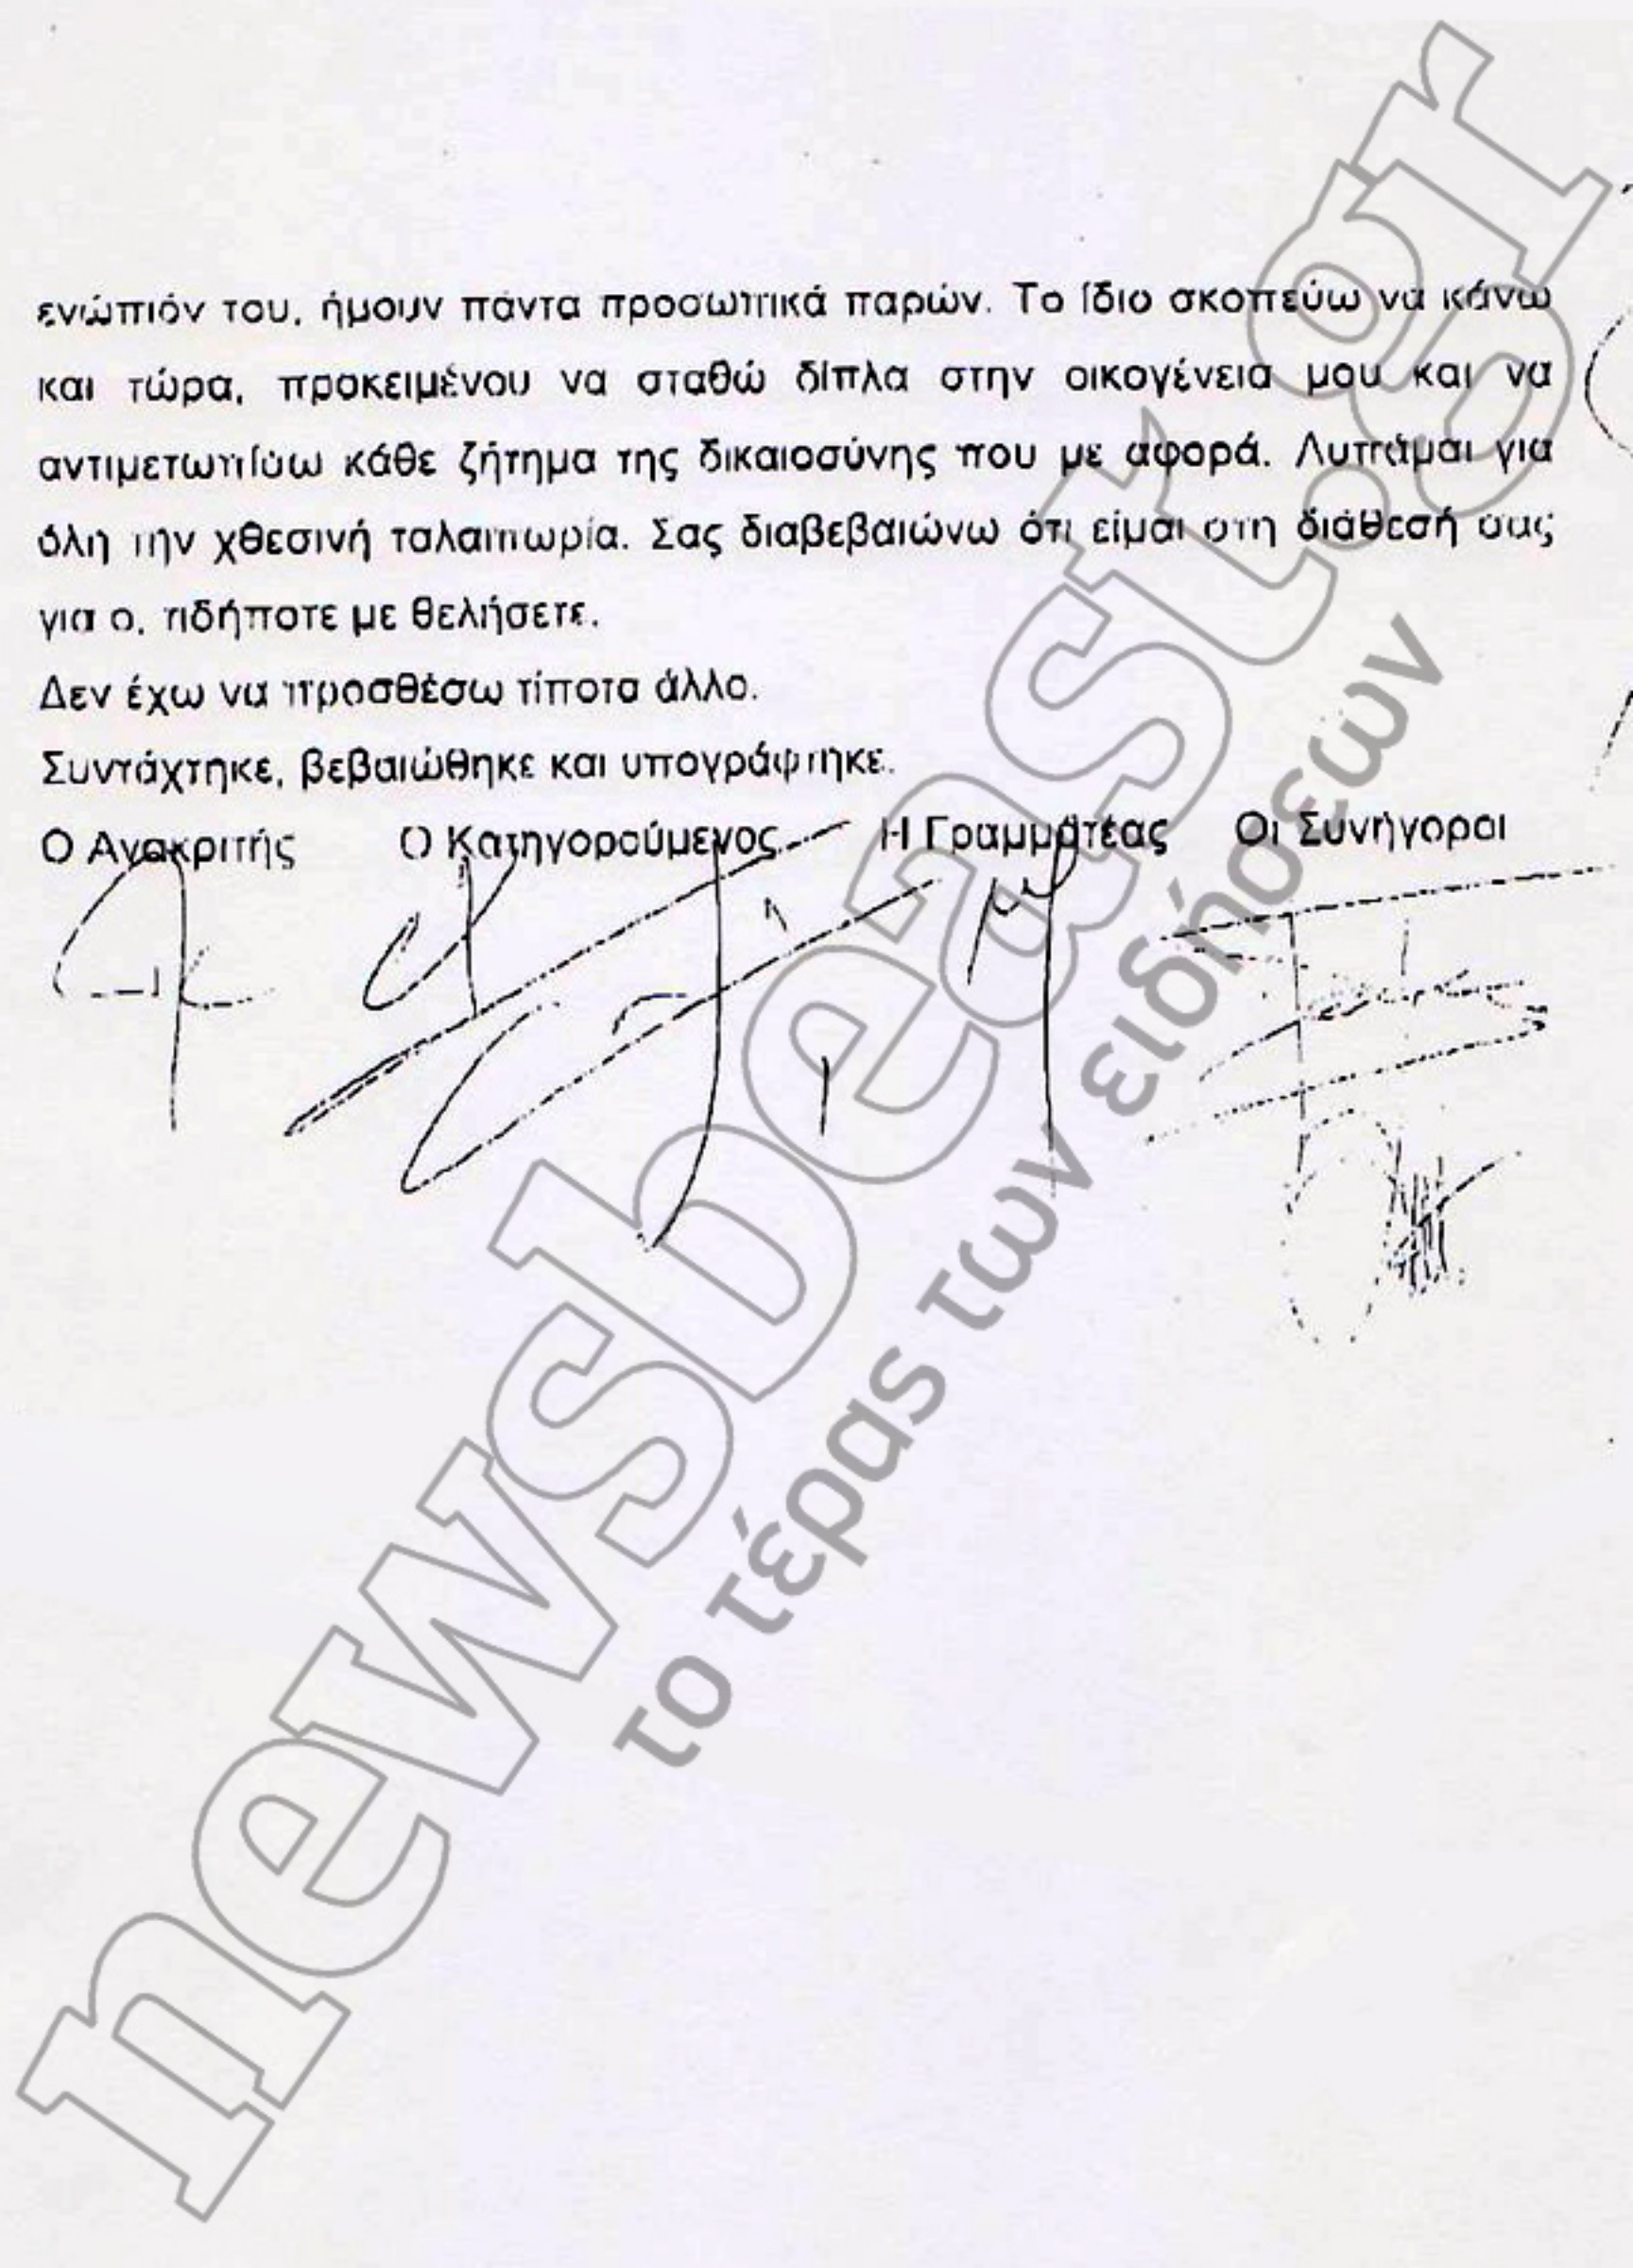 ενώπιόν του, ήμουν πάντα προσωπικά παρών. Το ίδιο σκοπεύω να κάνω
και τώρα, προκειμένου να σταθώ δίπλα στην οικογένεια μου και να
αντιμετωπίσω κάθε ζήτημα της δικαιοσύνης που με αφορά. Λυπάμαι για
όλη την χθεσινή ταλαιπωρία. Σας διαβεβαιώνω ότι είμαι στη διάθεσή σας
για ο, τιδήποτε με θελήσετε.
Δεν έχω να προσθέσω τίποτα άλλο.
Συντάχτηκε, βεβαιώθηκε και υπογράφτηκε.
Ο Ανακριτής Ο Κατηγορούμενος Η Γραμματέας Οι Συνήγοροι
newsbeast.gr
το τέρας των ειδήσεων